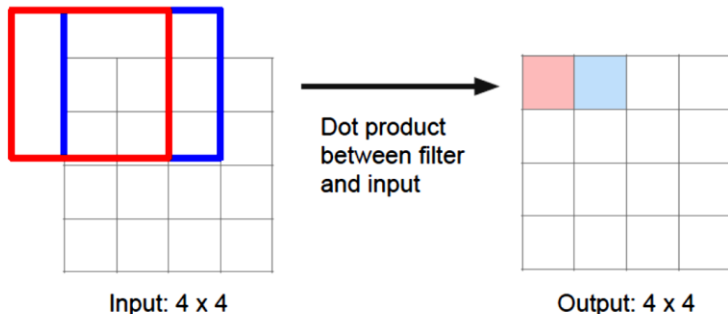 Dot product
between filter
and input
Input: 4 x 4
Output: 4 x 4